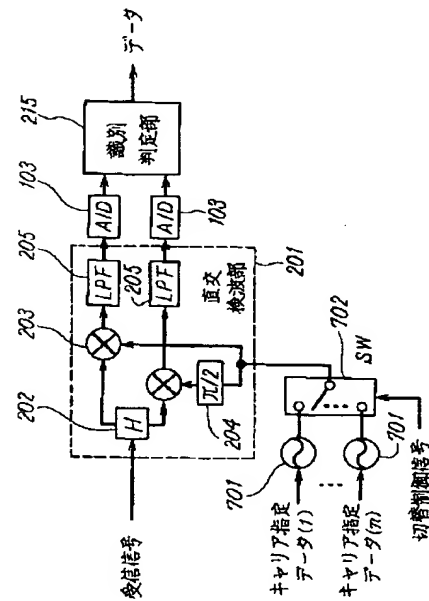 受信信号
202
H
203
205
LPF
103
A/D
215
識別
判定部
データ
π/2
204
205
LPF
103
A/D
直交
検波部
201
701
キャリア指定
データ(1)
702
SW
701
キャリア指定
データ(n)
切替制御信号